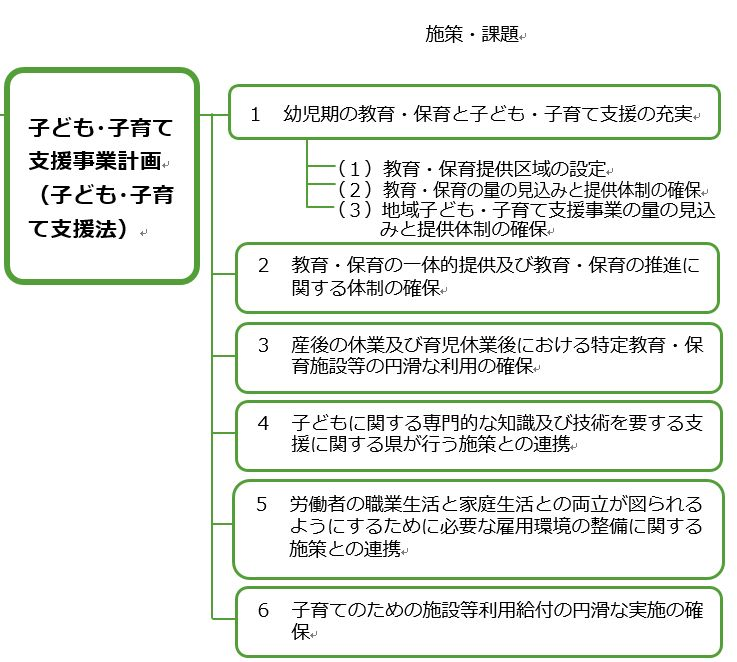 施策・課題
子ども・子育て
支援事業計画
（子ども・子育
て支援法）
１　幼児期の教育・保育と子ども・子育て支援の充実
（１）教育・保育提供区域の設定
（２）教育・保育の量の見込みと提供体制の確保
（３）地域子ども・子育て支援事業の量の見込
みと提供体制の確保
２　教育・保育の一体的提供及び教育・保育の推進に
関する体制の確保
３　産後の休業及び育児休業後における特定教育・保
育施設等の円滑な利用の確保
４　子どもに関する専門的な知識及び技術を要する支
援に関する県が行う施策との連携
５　労働者の職業生活と家庭生活との両立が図られる
ようにするために必要な雇用環境の整備に関する
施策との連携
６　子育てのための施設等利用給付の円滑な実施の確
保